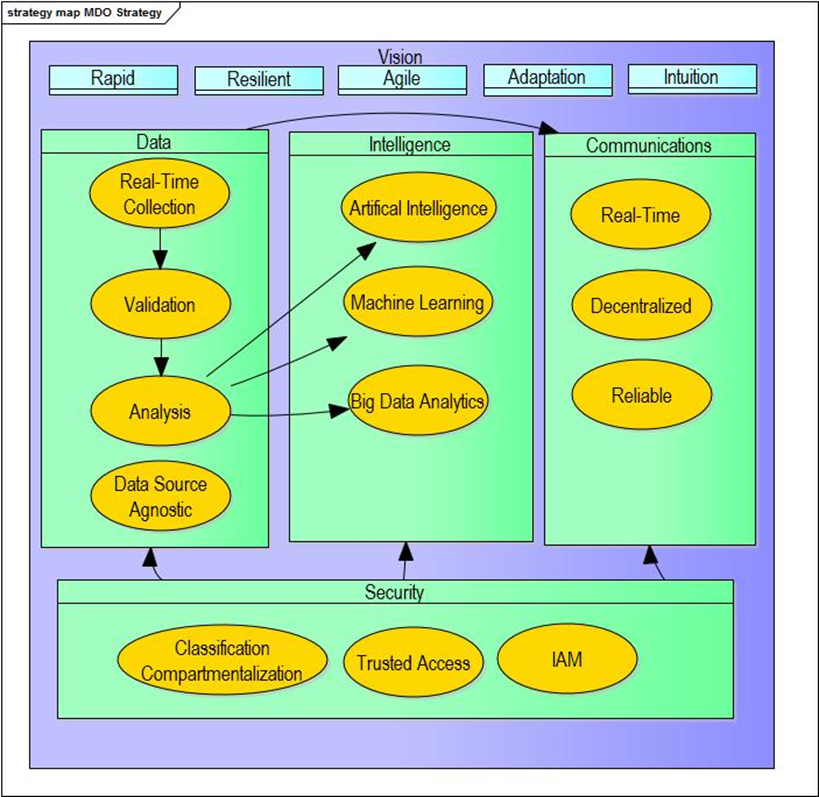 strategy map MDO Strategy
Vision
Rapid
Resilient
Agile
Adaptation
Intuition
Data
Real-Time
Collection
Validation
Analysis
Data Source
Agnostic
Intelligence
Artifical Intelligence
Machine Learning
Big Data Analytics
Communications
Real-Time
Decentralized
Reliable
Security
Classification
Compartmentalization
Trusted Access
IAM